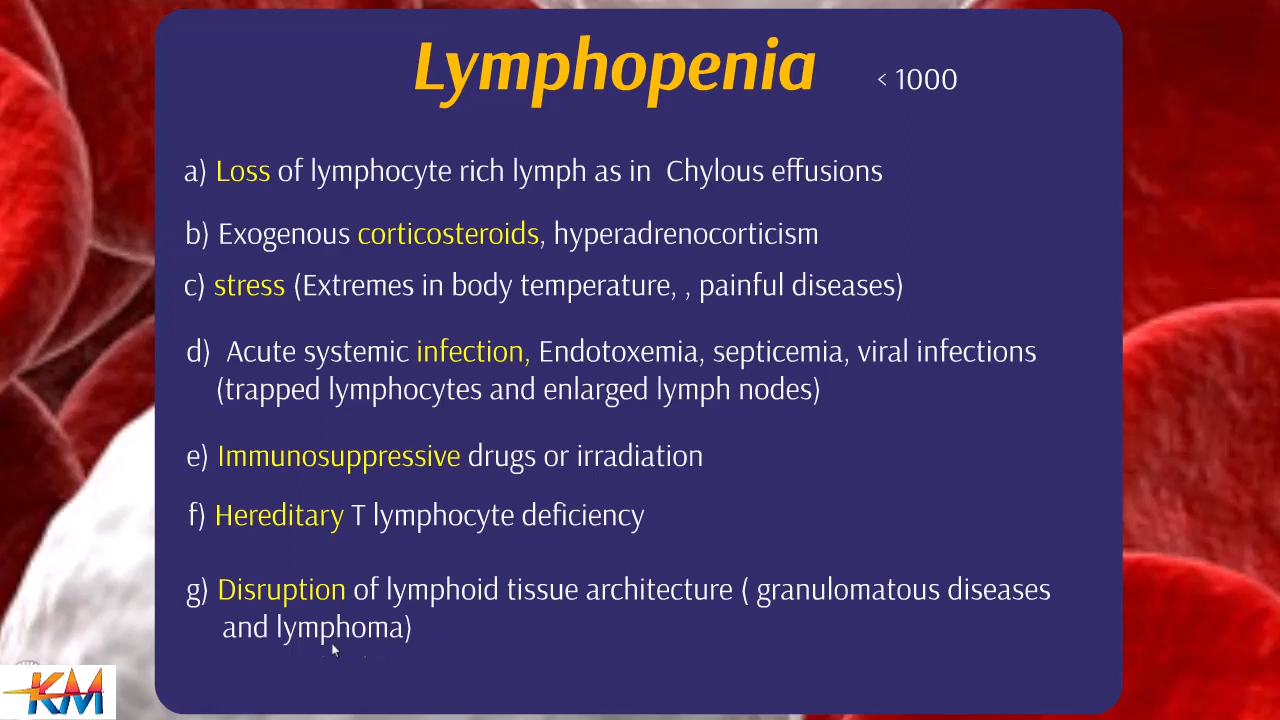 Lymphopenia < 1000
a) Loss of lymphocyte rich lymph as in Chylous effusions
b) Exogenous corticosteroids, hyperadrenocorticism
c) stress (Extremes in body temperature, , painful diseases)
d) Acute systemic infection, Endotoxemia, septicemia, viral infections
(trapped lymphocytes and enlarged lymph nodes)
e) Immunosuppressive drugs or irradiation
f) Hereditary T lymphocyte deficiency
g) Disruption of lymphoid tissue architecture ( granulomatous diseases
and lymphoma)
KM